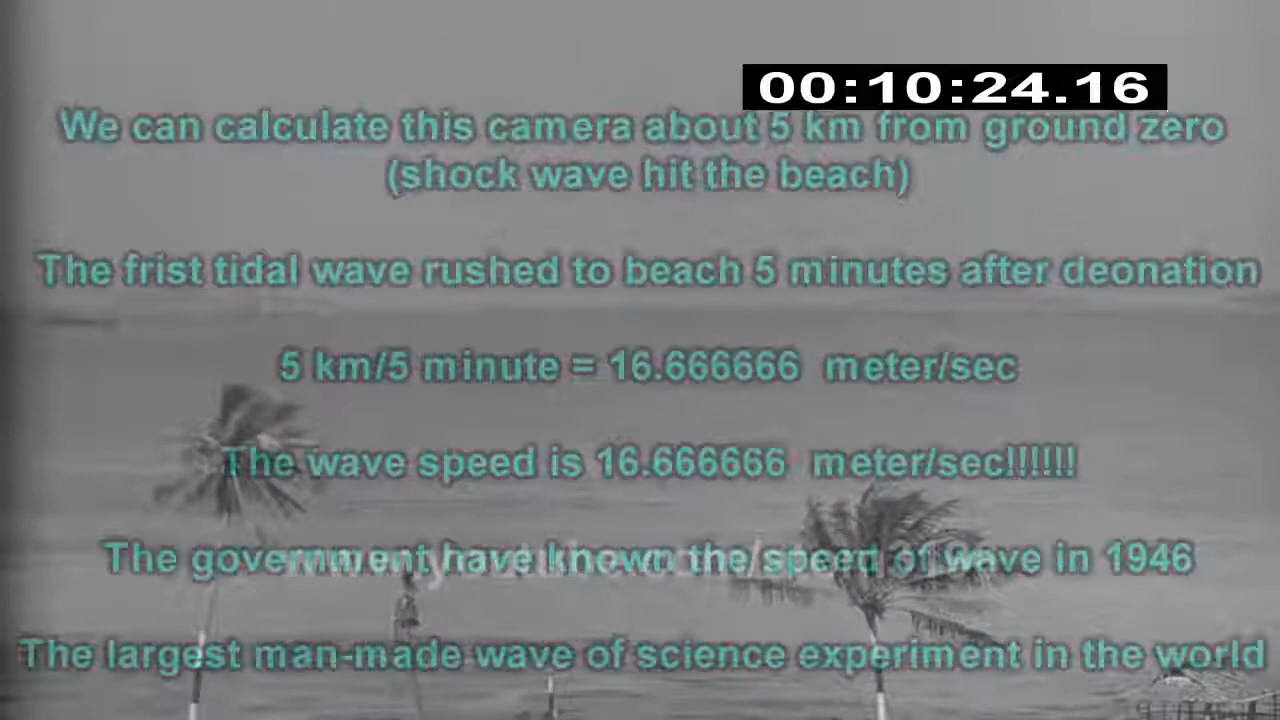 00:10:24.16
We can calculate this camera about 5 km from ground zero
(shock wave hit the beach)
The frist tidal wave rushed to beach 5 minutes after deonation
5 km/5 minute = 16.666666 meter/sec
The wave speed is 16.666666 meter/sec!!!!!!
The government have known the speed of wave in 1946
The largest man-made wave of science experiment in the world